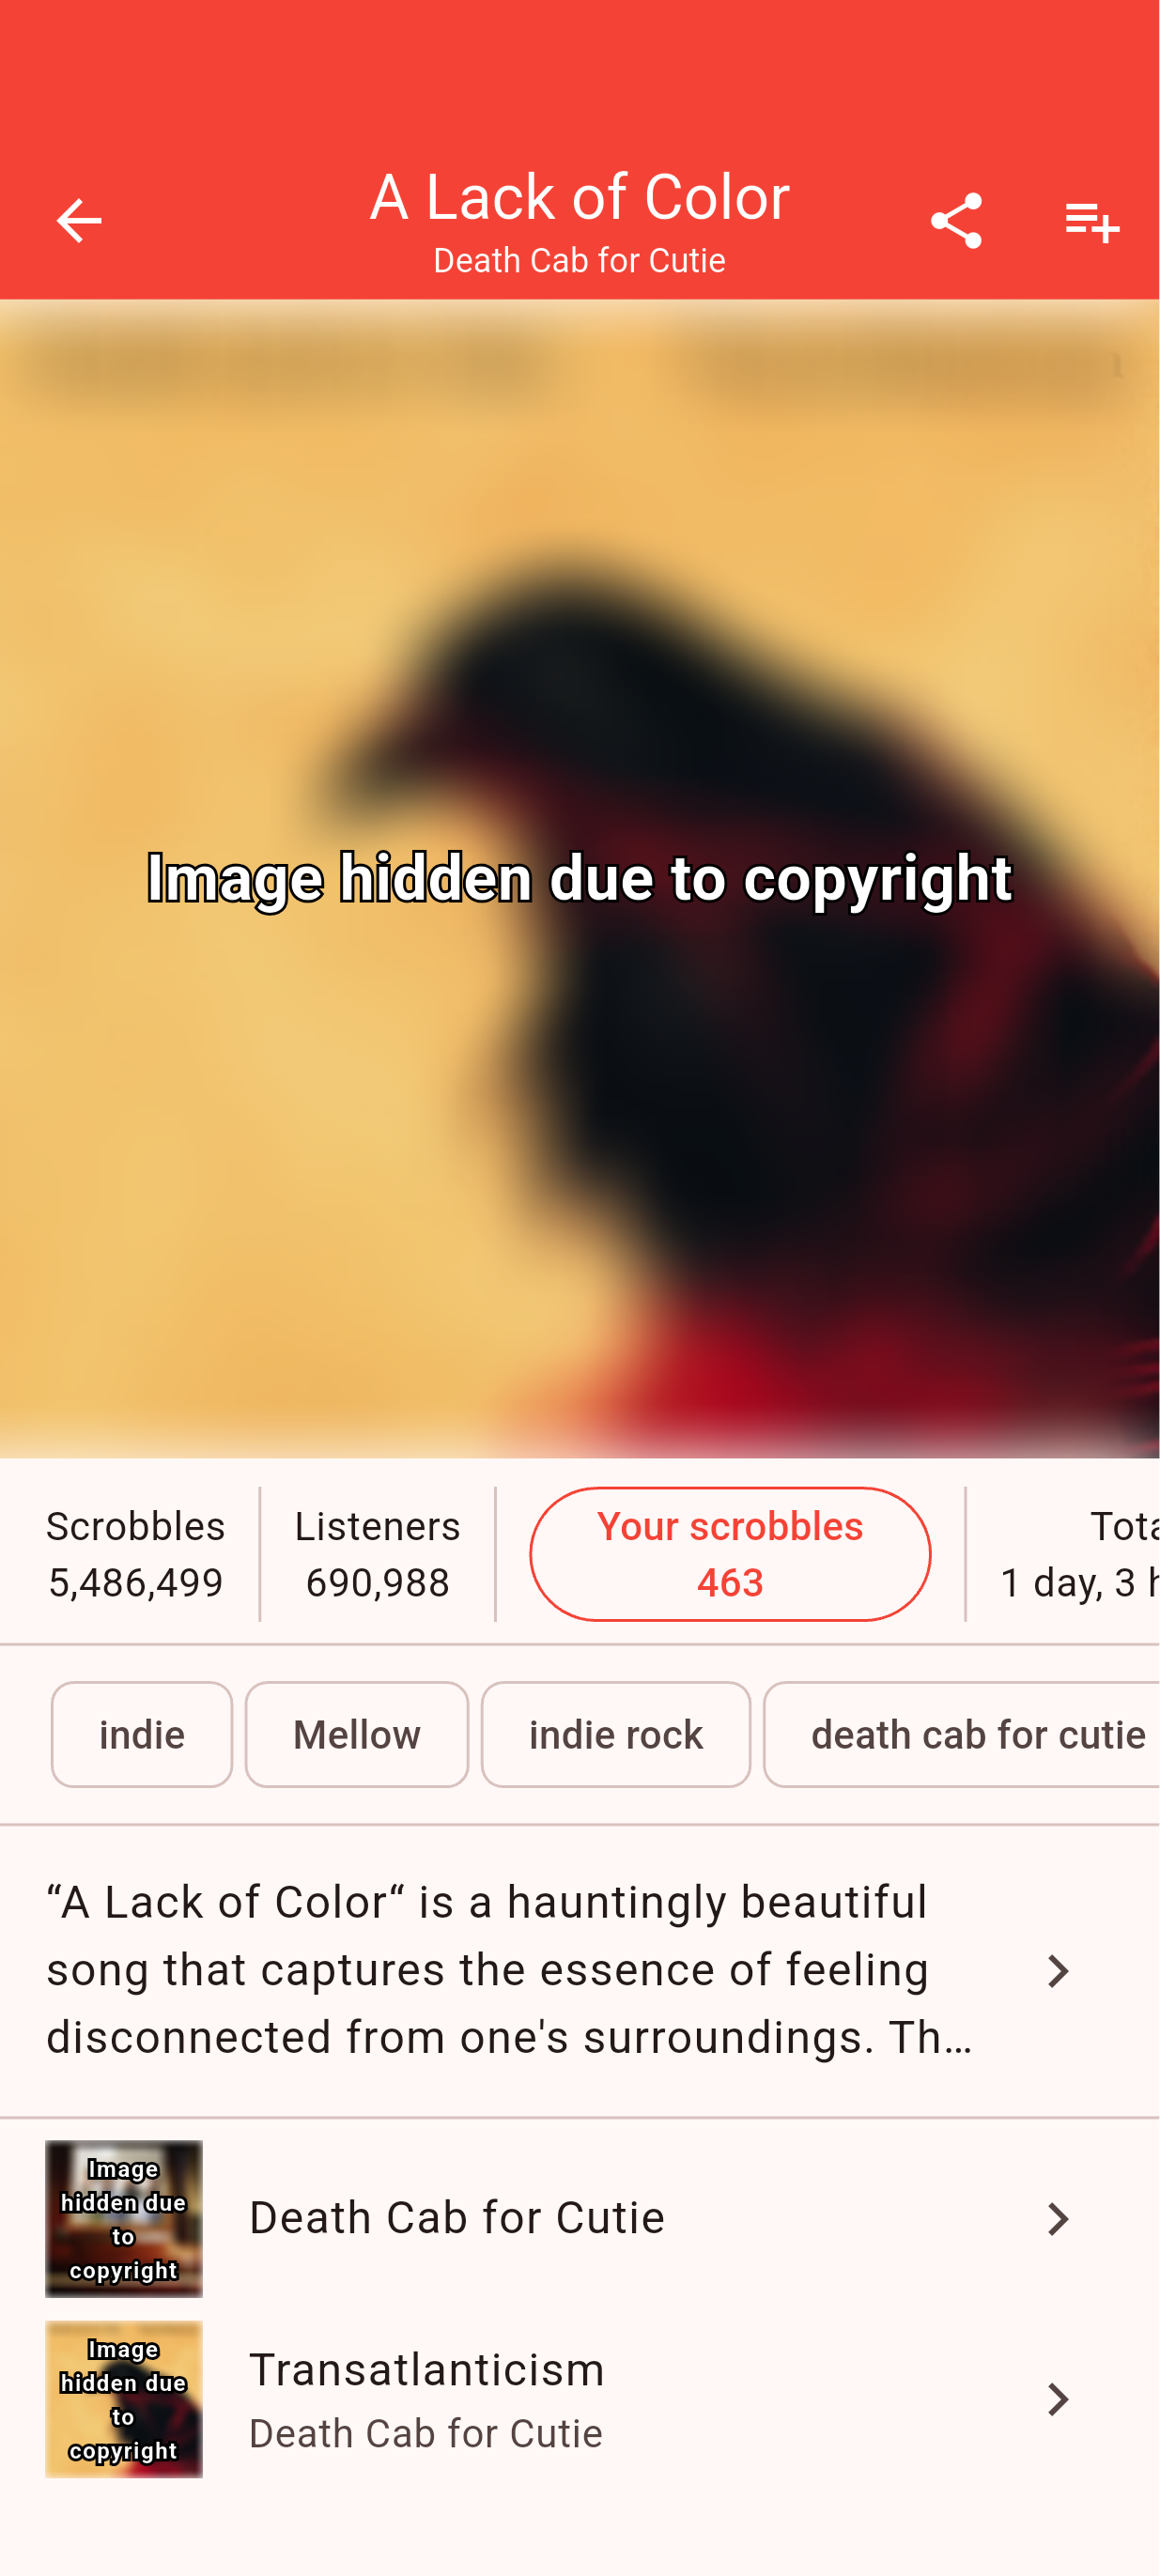 A Lack of Color
Death Cab for Cutie
Image hidden due to copyright
Scrobbles
5,486,499
Listeners
690,988
Your scrobbles
463
Tota
1 day, 3 h
indie
Mellow
indie rock
death cab for cutie
“A Lack of Color“ is a hauntingly beautiful
song that captures the essence of feeling
disconnected from one's surroundings. Th…
Image
hidden due
to
copyright
Death Cab for Cutie
Image
hidden due
to
copyright
Transatlanticism
Death Cab for Cutie